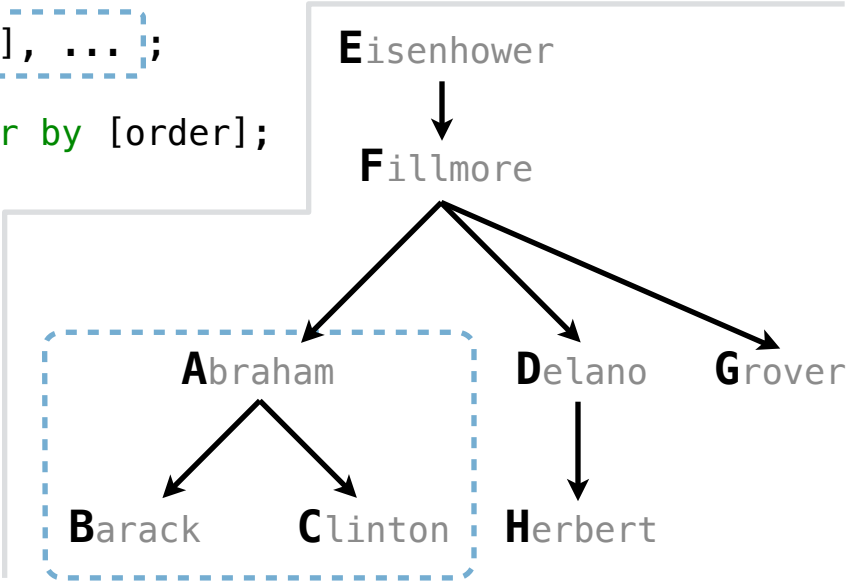 ], ... ;
r by [order];
Eisenhower
Fillmore
Abraham Delano Grover
Barack Clinton Herbert